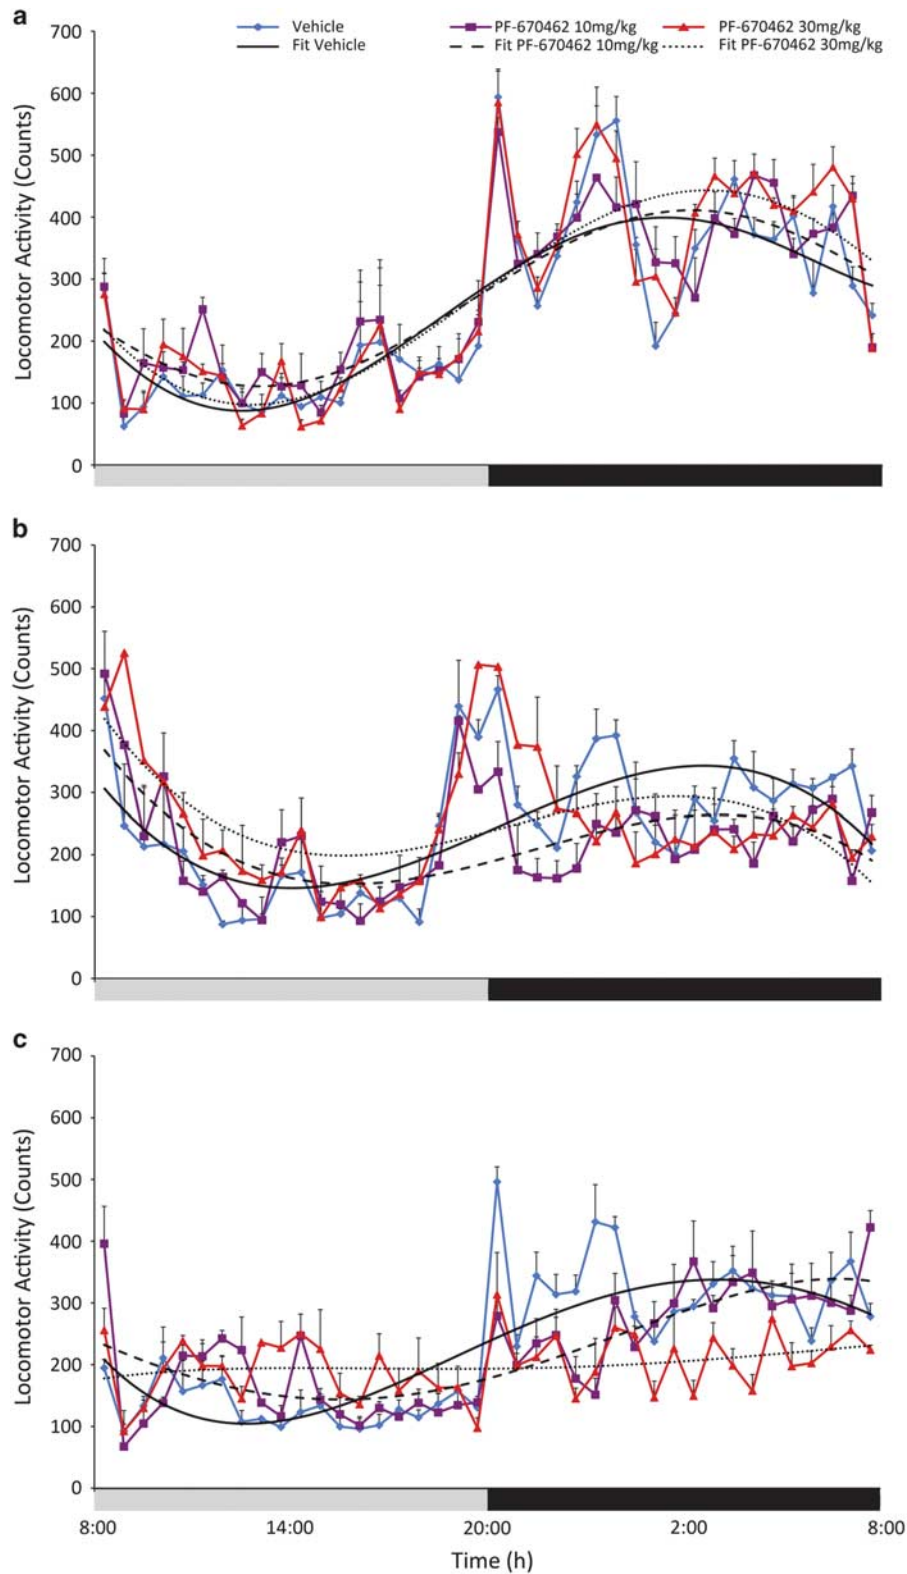 a
Vehicle
PF-670462 10mg/kg
PF-670462 30mg/kg
Fit Vehicle
Fit PF-670462 10mg/kg
Fit PF-670462 30mg/kg
Locomotor Activity (Counts)
700
600
500
400
300
200
100
0
b
Locomotor Activity (Counts)
700
600
500
400
300
200
100
0
c
Locomotor Activity (Counts)
700
600
500
400
300
200
100
0
8:00
14:00
20:00
2:00
8:00
Time (h)